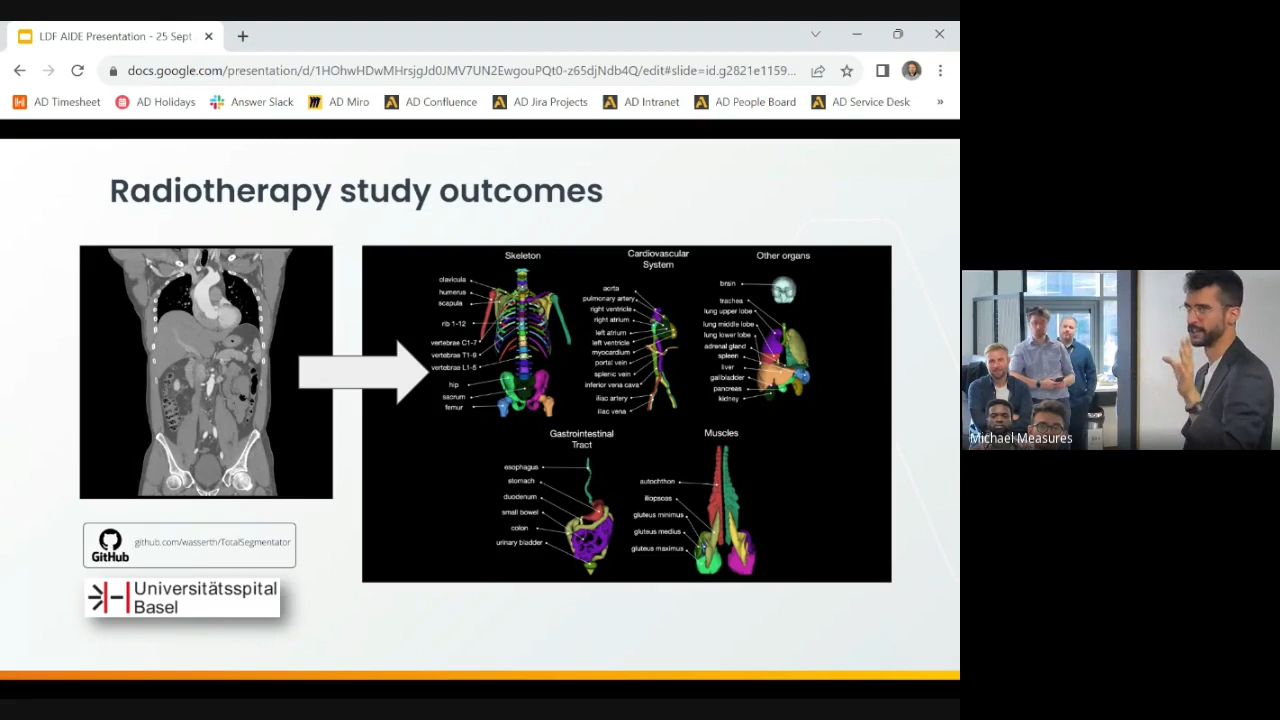 LDF AIDE Presentation - 25 Sept
docs.google.com/presentation/d/1HOhwHDwMHrsjgJd0JMV7UN2EwgouPQt0-z65djNdb4Q/edit#slide=id.g2821e1159...
AD Timesheet
AD Holidays
Answer Slack
AD Miro
AD Confluence
AD Jira Projects
AD Intranet
AD People Board
AD Service Desk
»
Radiotherapy study outcomes
Skeleton
clavicula
humerus
scapula
rib 1-12
vertebrae C1-7
vertebrae T1-9
vertebrae L1-5
hip
sacrum
femur
Cardiovascular
System
aorta
pulmonary artery
right ventricle
right atrium
left atrium
left ventricle
myocardium
portal vein
splenic vein
inferior vena cava
iliac artery
iliac vena
Other organs
brain
trachea
lung upper lobe
lung middle lobe
lung lower lobe
adrenal gland
spleen
liver
gallbladder
pancreas
kidney
Gastrointestinal
Tract
esophagus
stomach
duodenum
small bowel
colon
urinary bladder
Muscles
autochthon
iliopsoas
gluteus minimus
gluteus medius
gluteus maximus
GitHub
github.com/wasserth/TotalSegmentator
Universitätsspital
Basel
Michael Measures